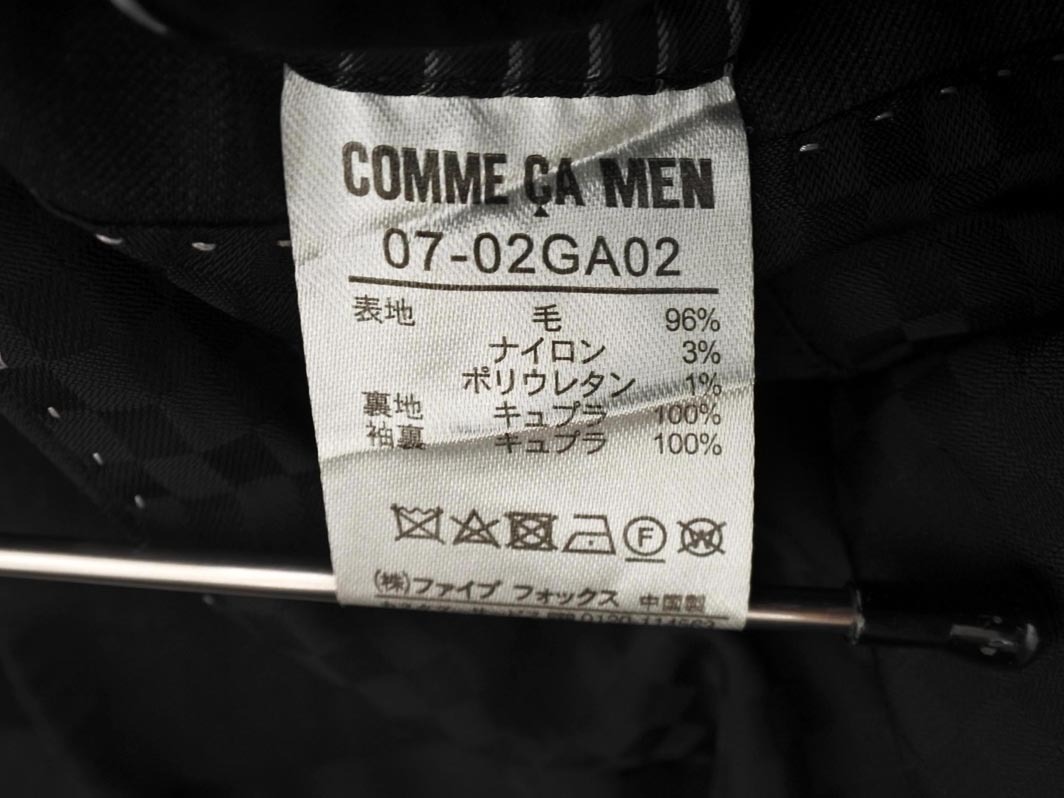 COMME ÇA MEN
07-02GA02
表地 毛 96%
ナイロン 3%
ポリウレタン 1%
裏地 キュプラ 100%
袖裏 キュプラ 100%
F W
(株)ファイブ フォックス 中国製
0120-114563